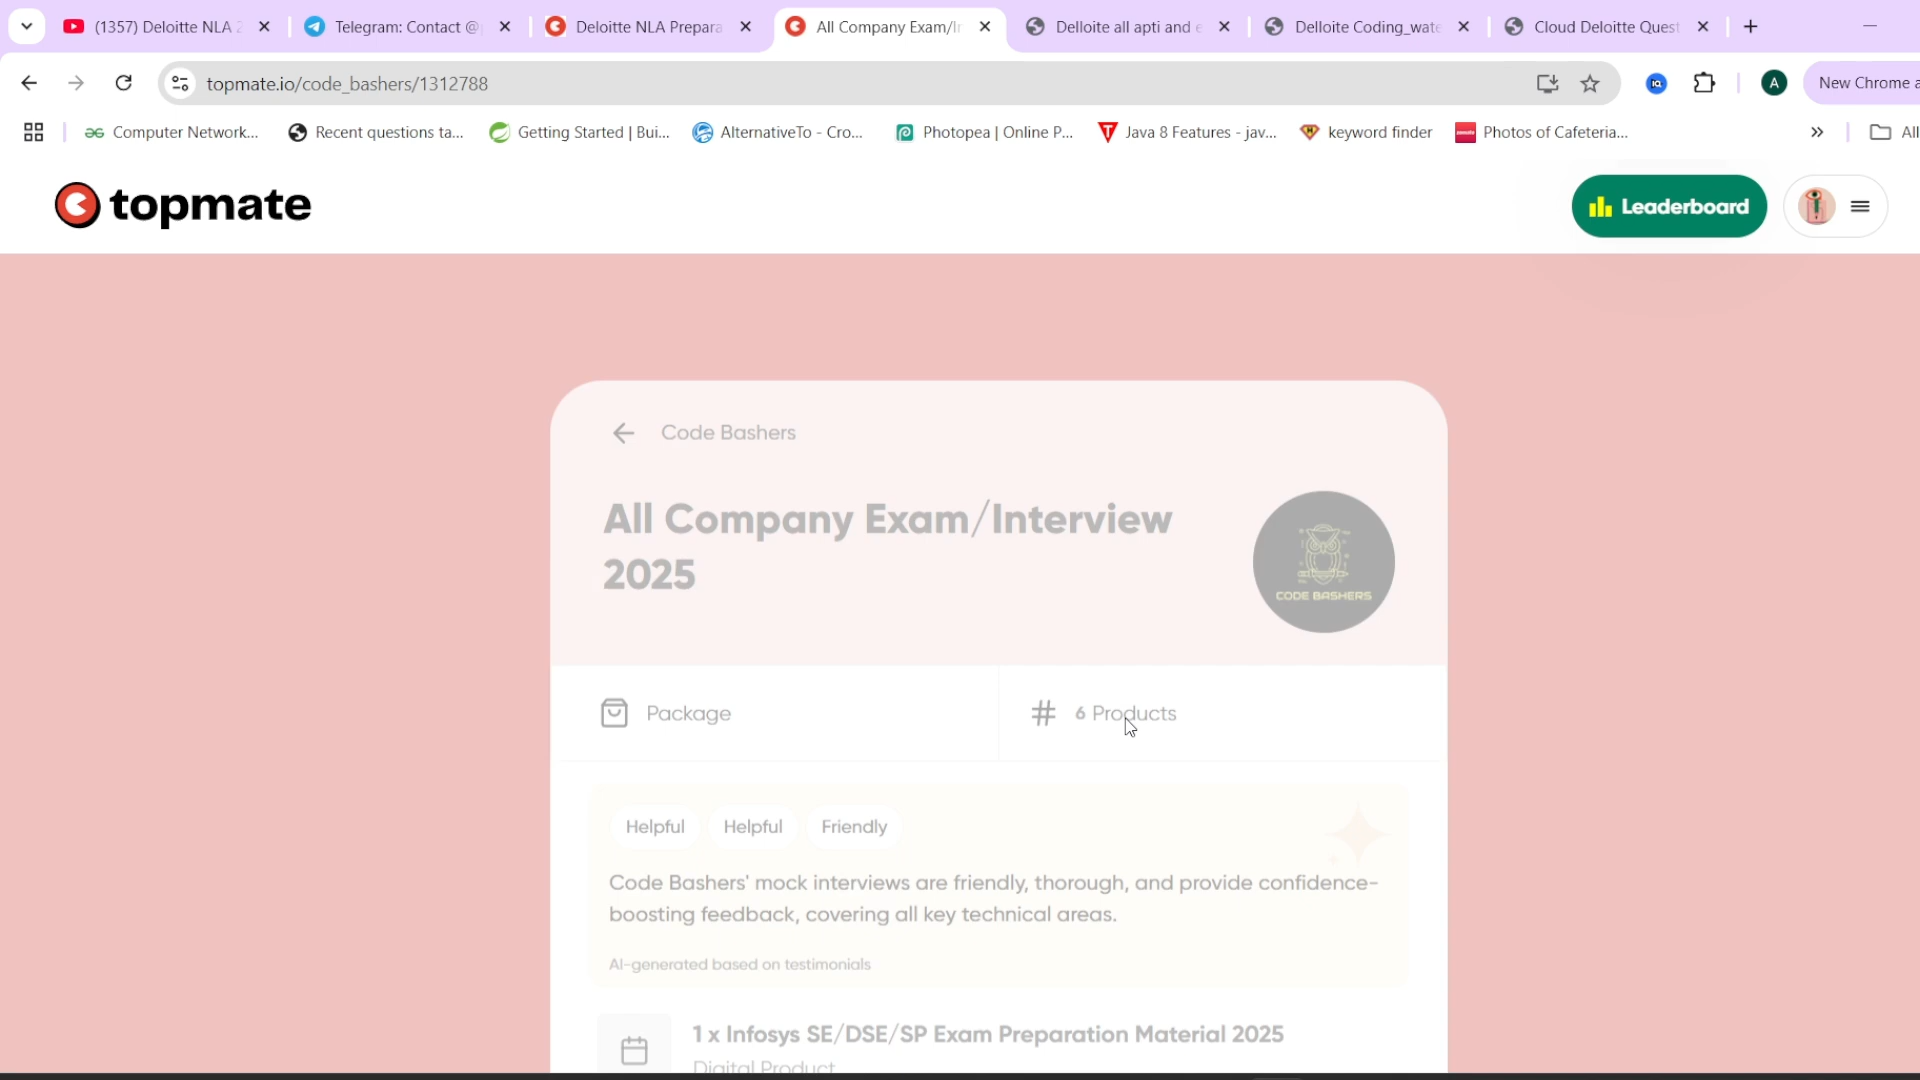 (1357) Deloitte NLA 2
Telegram: Contact @
Deloitte NLA Prepara
All Company Exam/In
Delloite all apti and e
Delloite Coding_wate
Cloud Deloitte Quest
topmate.io/code_bashers/1312788
A
New Chrome a
Computer Network...
Recent questions ta...
Getting Started | Bui...
AlternativeTo - Cro...
Photopea | Online P...
Java 8 Features - jav...
keyword finder
Photos of Cafeteria...
All
topmate
Leaderboard
Code Bashers
All Company Exam/Interview
2025
CODE BASHERS
Package
6 Products
Helpful
Helpful
Friendly
Code Bashers' mock interviews are friendly, thorough, and provide confidence-
boosting feedback, covering all key technical areas.
AI-generated based on testimonials
1 x Infosys SE/DSE/SP Exam Preparation Material 2025
Digital Product